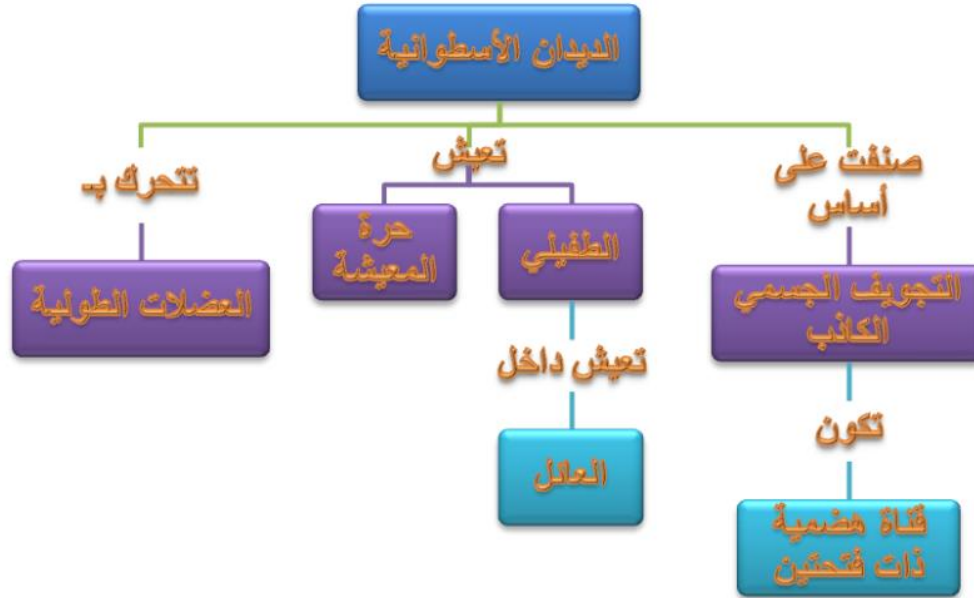 الديدان الأسطوانية
صنفت على
أساس
التجويف الجسمي
الكاذب
تكون
قناة هضمية
ذات فتحتين
تعيش
الطفيلي
تعيش داخل
العائل
حرة
المعيشة
تتحرك بـ
العضلات الطولية